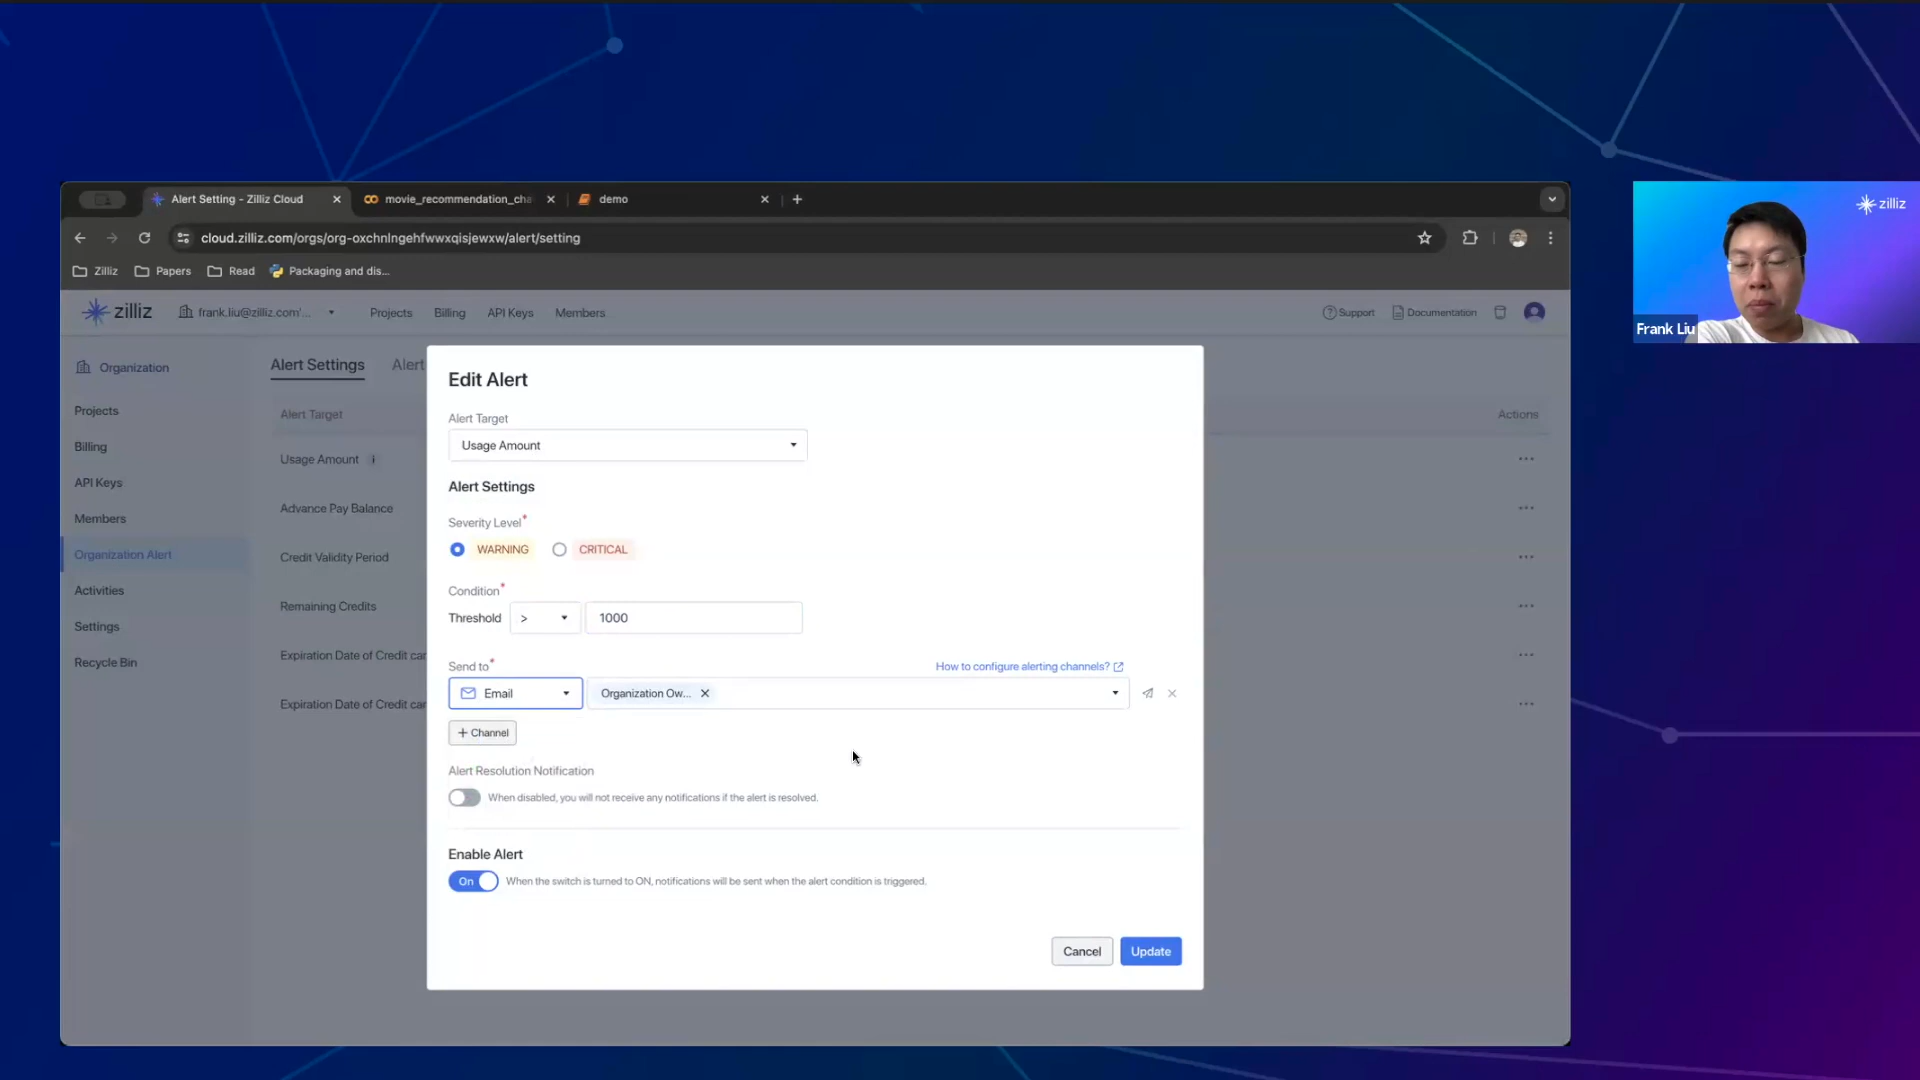 Alert Setting - Zilliz Cloud
movie_recommendation_cha
demo
cloud.zilliz.com/orgs/org-oxchnlngehfwwxqisjewxw/alert/setting
Zilliz
Papers
Read
Packaging and dis...
zilliz
frank.liu@zilliz.com'...
Projects
Billing
API Keys
Members
Support
Documentation
zilliz
Frank Liu
Organization
Projects
Billing
API Keys
Members
Organization Alert
Activities
Settings
Recycle Bin
Alert Settings
Alert
Alert Target
Actions
Usage Amount
Advance Pay Balance
Credit Validity Period
Remaining Credits
Expiration Date of Credit car
Expiration Date of Credit car
Edit Alert
Alert Target
Usage Amount
Alert Settings
Severity Level*
WARNING
CRITICAL
Condition*
Threshold > 1000
Send to*
How to configure alerting channels?
Email
Organization Ow...
+ Channel
Alert Resolution Notification
When disabled, you will not receive any notifications if the alert is resolved.
Enable Alert
On
When the switch is turned to ON, notifications will be sent when the alert condition is triggered.
Cancel
Update